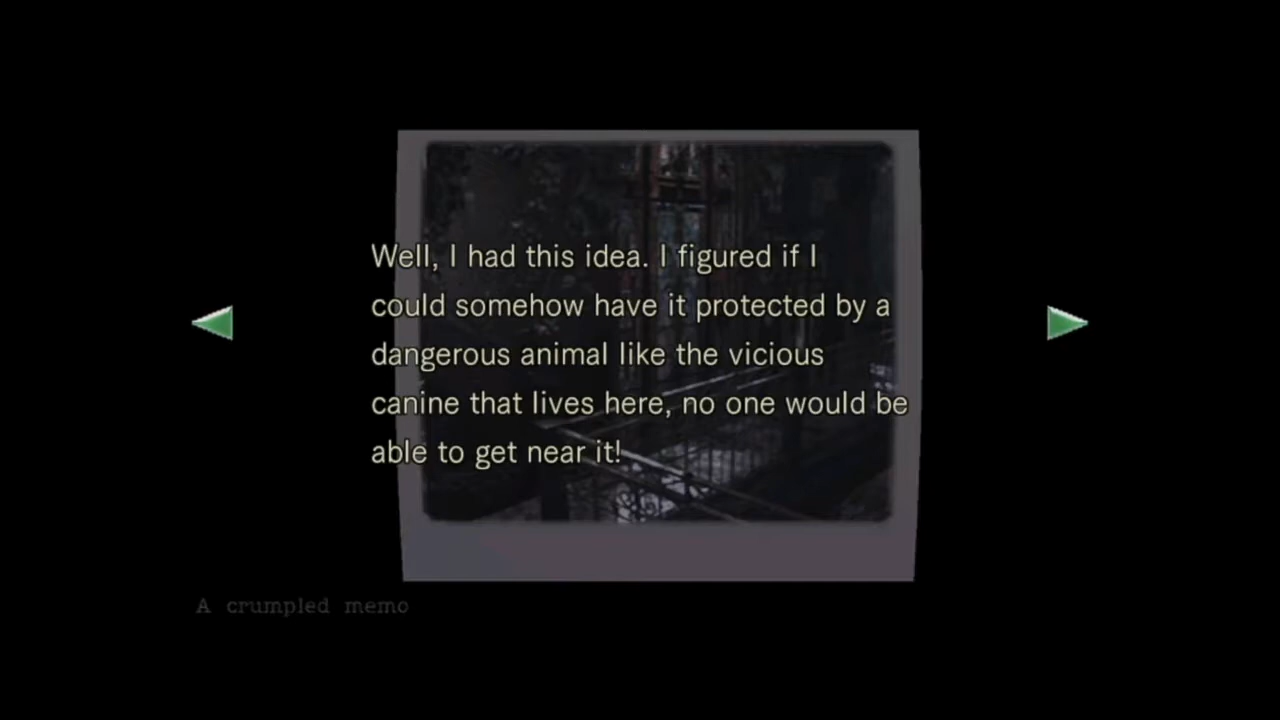 Well, I had this idea. I figured if I
could somehow have it protected by a
dangerous animal like the vicious
canine that lives here, no one would be
able to get near it!
A crumpled memo